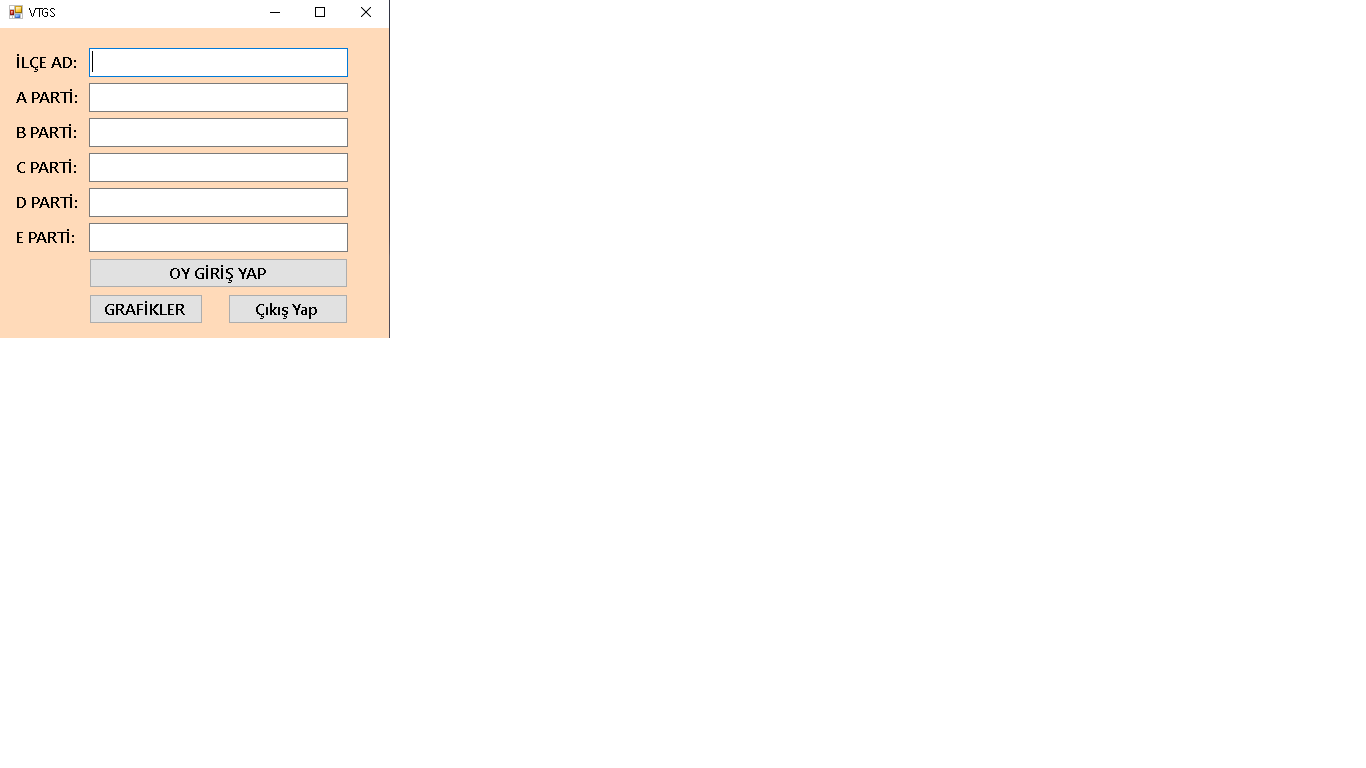 VTGS
İLÇE AD:
A PARTİ:
B PARTİ:
C PARTİ:
D PARTİ:
E PARTİ:
OY GİRİŞ YAP
GRAFİKLER Çıkış Yap